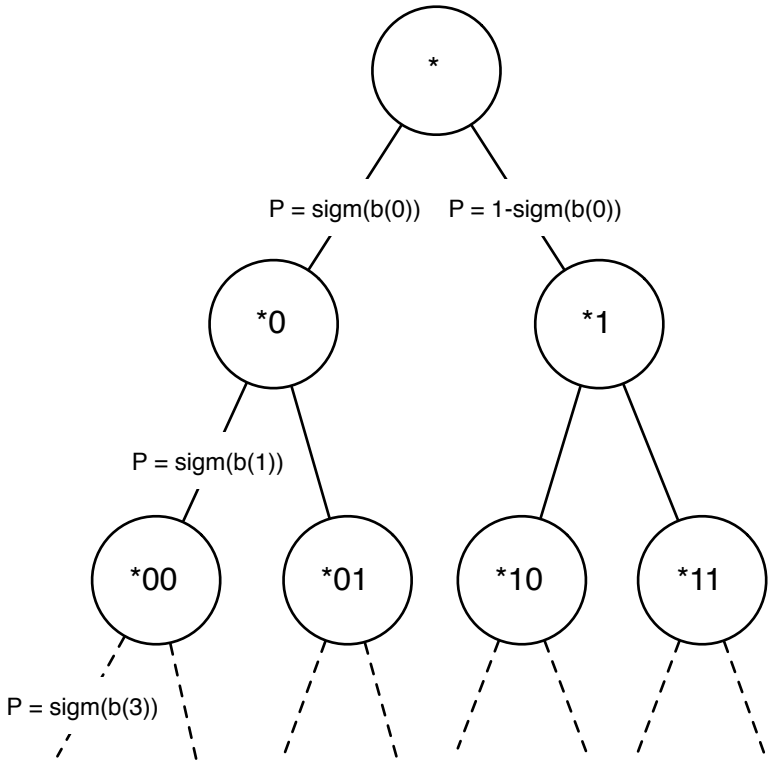 *
P = sigm(b(0))
P = 1-sigm(b(0))
*0
*1
P = sigm(b(1))
*00
*01
*10
*11
P = sigm(b(3))